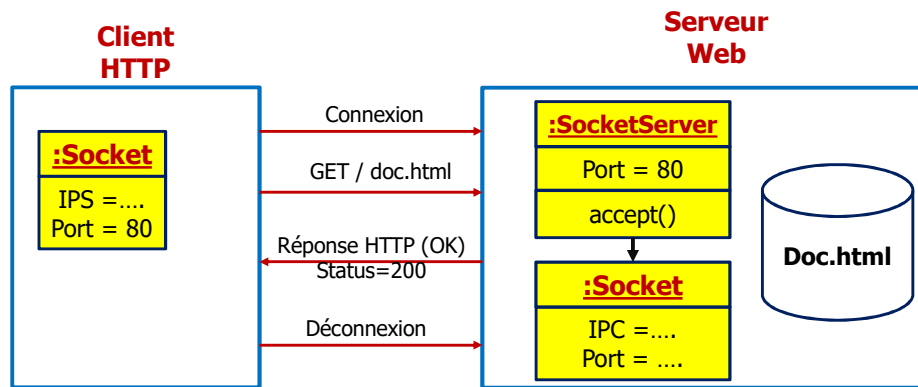 Client
HTTP
Serveur
Web
:Socket
IPS =....
Port = 80
Connexion
GET / doc.html
Réponse HTTP (OK)
Status=200
Déconnexion
:SocketServer
Port = 80
accept()
:Socket
IPC =....
Port = ....
Doc.html